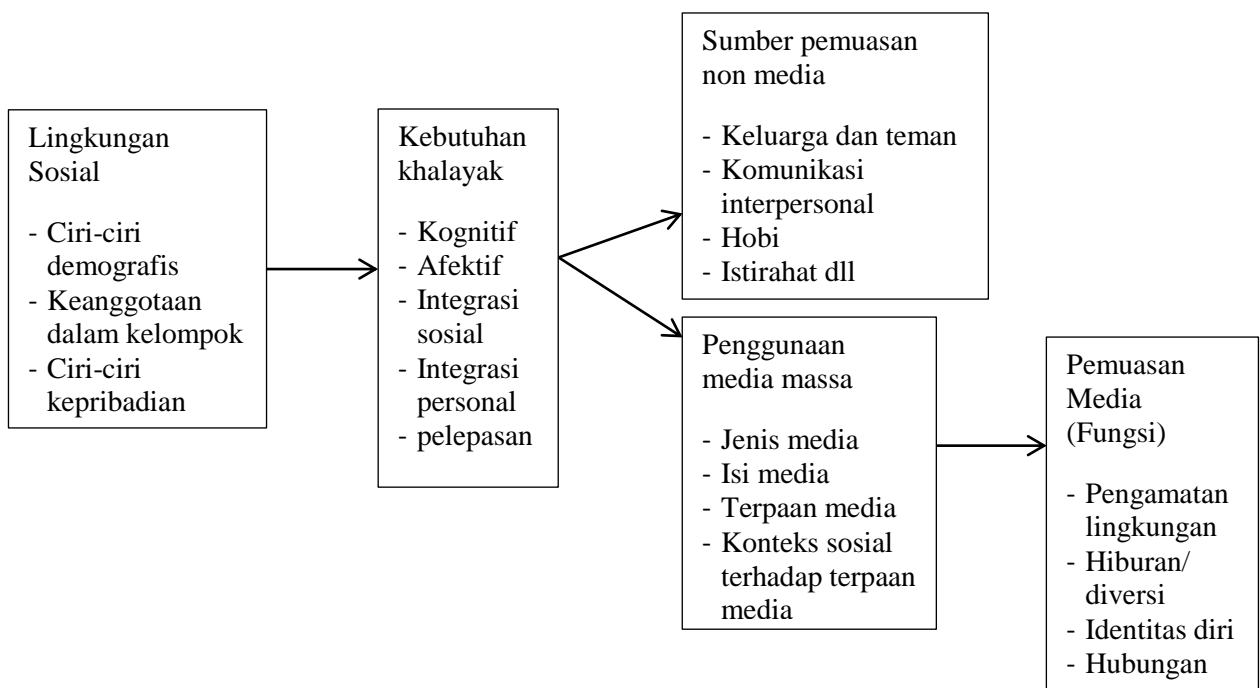 Lingkungan
Sosial
- Ciri-ciri
demografis
- Keanggotaan
dalam kelompok
- Ciri-ciri
kepribadian
Kebutuhan
khalayak
- Kognitif
- Afektif
- Integrasi
sosial
- Integrasi
personal
- pelepasan
Sumber pemuasan
non media
- Keluarga dan teman
- Komunikasi
interpersonal
- Hobi
- Istirahat dll
Penggunaan
media massa
- Jenis media
- Isi media
- Terpaan media
- Konteks sosial
terhadap terpaan
media
Pemuasan
Media
(Fungsi)
- Pengamatan
lingkungan
- Hiburan/
diversi
- Identitas diri
- Hubungan